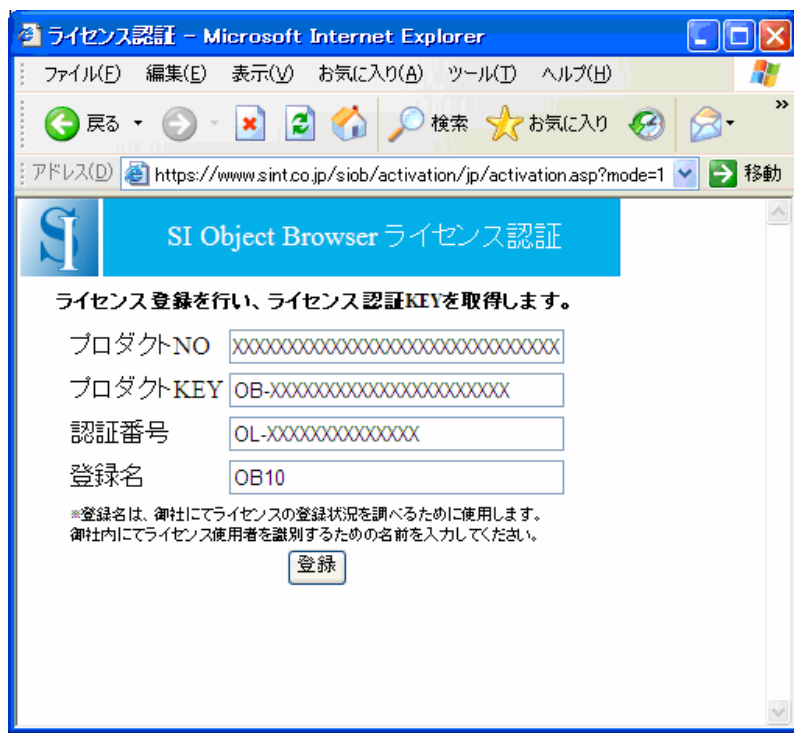 ライセンス認証 - Microsoft Internet Explorer
ファイル(F) 編集(E) 表示(V) お気に入り(A) ツール(T) ヘルプ(H)
戻る 検索 お気に入り »
アドレス(D) https://www.sint.co.jp/siob/activation/jp/activation.asp?mode=1 移動
SI SI Object Browser ライセンス認証
ライセンス登録を行い、ライセンス認証KEYを取得します。
プロダクトNO XXXXXXXXXXXXXXXXXXXXXXXXXXXXXX
プロダクトKEY OB-XXXXXXXXXXXXXXXXXXXXXX
認証番号 OL-XXXXXXXXXXXXXX
登録名 OB10
※登録名は、御社にてライセンスの登録状況を調べるために使用します。
御社内にてライセンス使用者を識別するための名前を入力してください。
登録